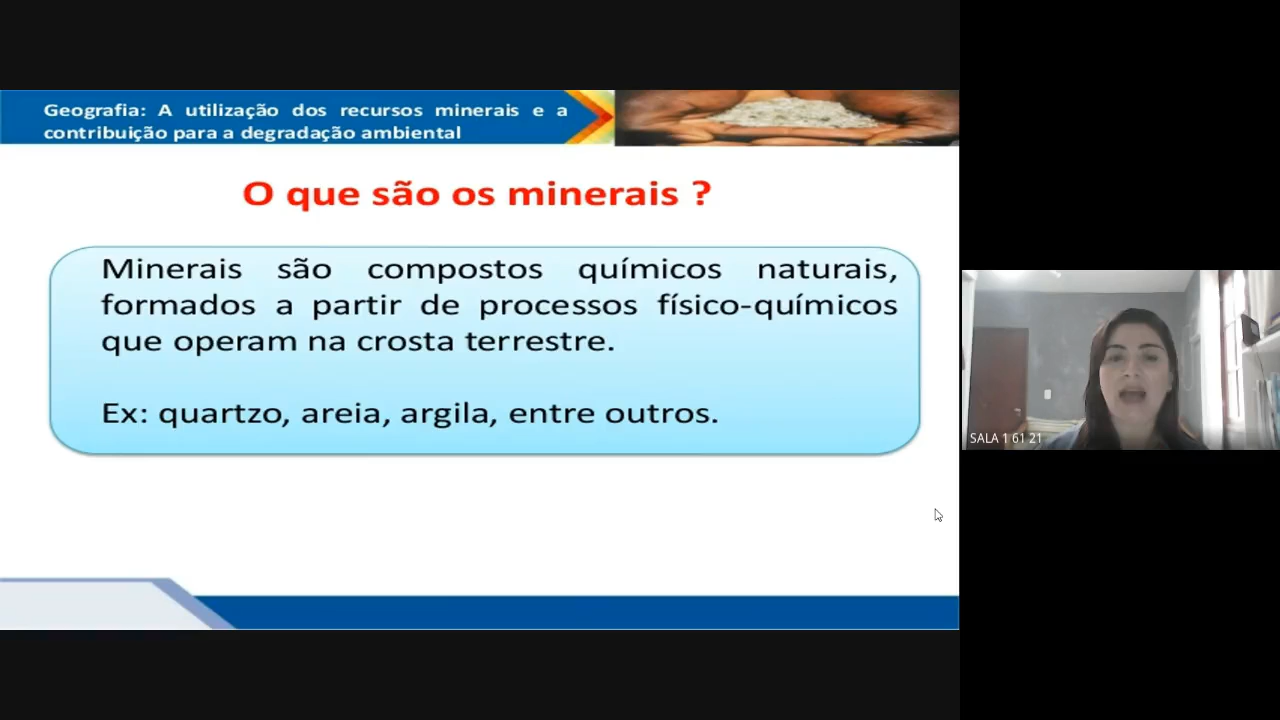 Geografia: A utilização dos recursos minerais e a
contribuição para a degradação ambiental
O que são os minerais ?
Minerais são compostos químicos naturais,
formados a partir de processos físico-químicos
que operam na crosta terrestre.
Ex: quartzo, areia, argila, entre outros.
SALA 1 61 21